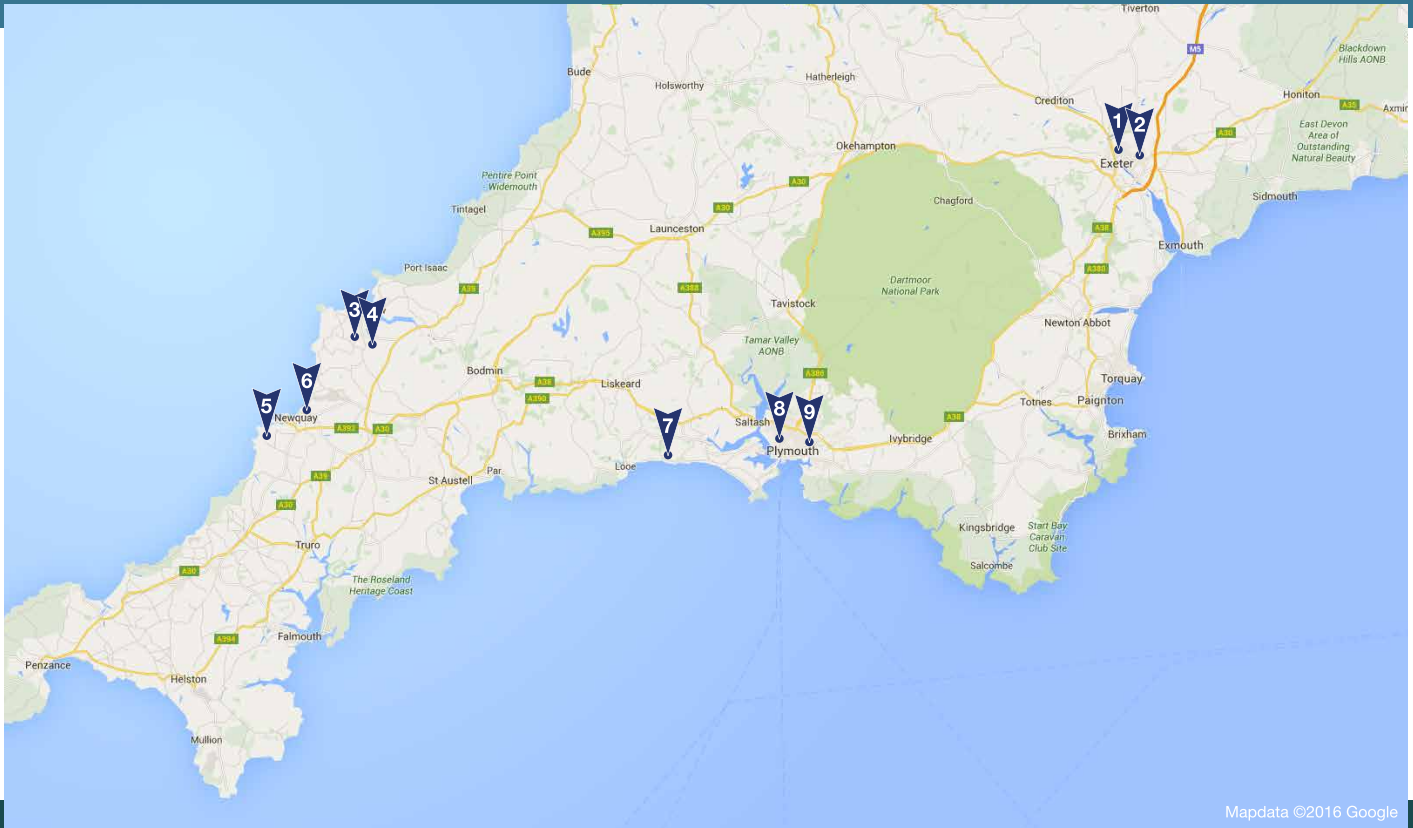 Tiverton
M5
Blackdown
Hills AONB
Bude
Holsworthy
Hatherleigh
Crediton
Honiton
A35
Axmin
1
2
A30
East Devon
Area of
Outstanding
Natural Beauty
Okehampton
Exeter
Pentire Point
- Widemouth
A30
Chagford
Sidmouth
Tintagel
A30
Launceston
A395
A38
Exmouth
Port Isaac
A380
A39
A388
Dartmoor
National Park
3
4
Tavistock
Newton Abbot
Tamar Valley
AONB
Bodmin
A386
Torquay
6
A38
Liskeard
A390
Totnes
Paignton
5
8
9
Newquay
A38
A392
A30
7
Saltash
Ivybridge
Brixham
Plymouth
Looe
Par
A39
St Austell
A30
Kingsbridge
Start Bay
Caravan
Club Site
Truro
Salcombe
A30
The Roseland
Heritage Coast
A394
Falmouth
Penzance
Helston
Mullion
Mapdata ©2016 Google